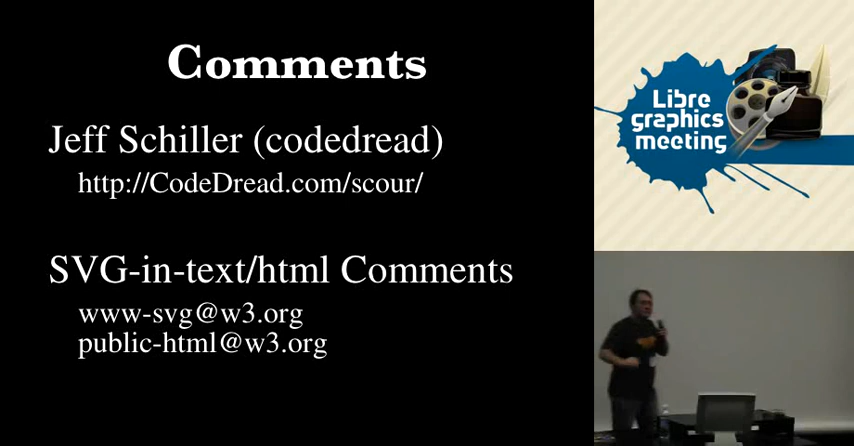 Comments
Jeff Schiller (codedread)
http://CodeDread.com/scour/
SVG-in-text/html Comments
www-svg@w3.org
public-html@w3.org
Libre
graphics
meeting